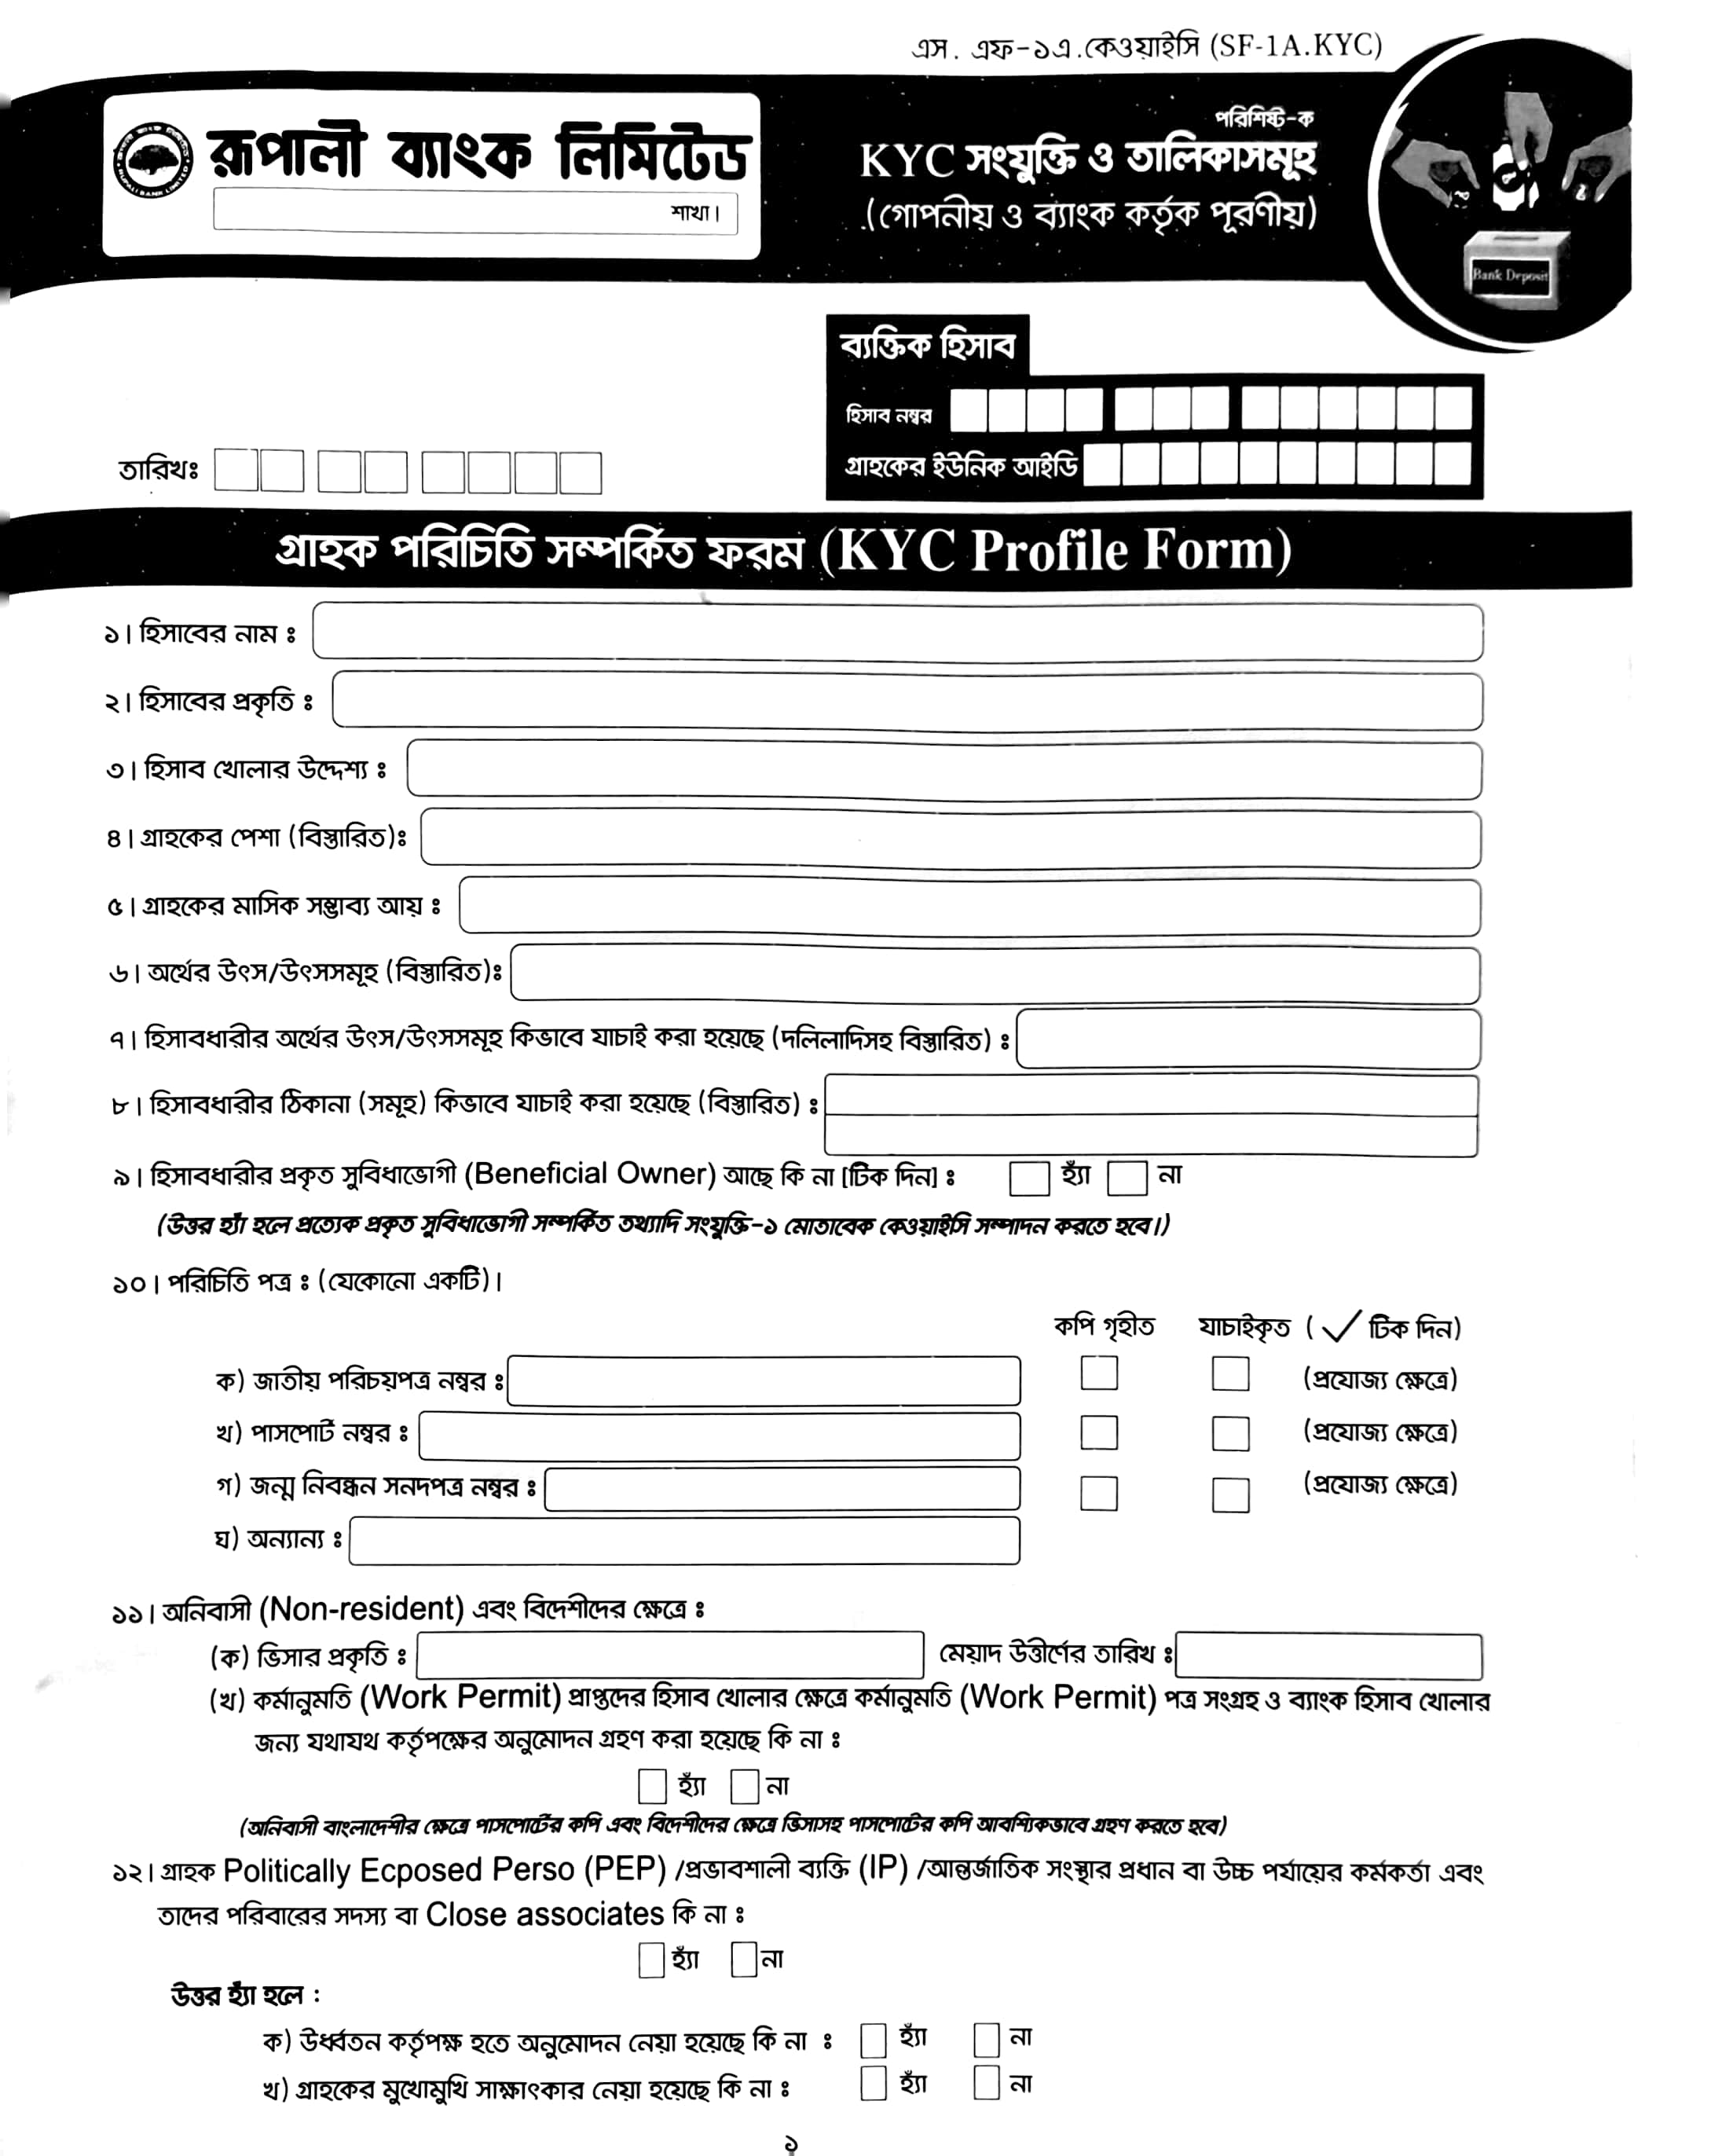 এস. এফ-১এ.কেওয়াইসি (SF-1A.KYC)
পরিশিষ্ট-ক
রূপালী ব্যাংক লিমিটেড
শাখা।
KYC সংযুক্তি ও তালিকাসমূহ
(গোপনীয় ও ব্যাংক কর্তৃক পূরণীয়)
Bank Deposit
ব্যক্তিক হিসাব
হিসাব নম্বর
গ্রাহকের ইউনিক আইডি
তারিখঃ
গ্রাহক পরিচিতি সম্পর্কিত ফরম (KYC Profile Form)
১। হিসাবের নাম ঃ
২। হিসাবের প্রকৃতি ঃ
৩। হিসাব খোলার উদ্দেশ্য ঃ
৪। গ্রাহকের পেশা (বিস্তারিত)ঃ
৫। গ্রাহকের মাসিক সম্ভাব্য আয় ঃ
৬। অর্থের উৎস/উৎসসমূহ (বিস্তারিত)ঃ
৭। হিসাবধারীর অর্থের উৎস/উৎসসমূহ কিভাবে যাচাই করা হয়েছে (দলিলাদিসহ বিস্তারিত) ঃ
৮। হিসাবধারীর ঠিকানা (সমূহ) কিভাবে যাচাই করা হয়েছে (বিস্তারিত) ঃ
৯। হিসাবধারীর প্রকৃত সুবিধাভোগী (Beneficial Owner) আছে কি না [টিক দিন] ঃ হ্যাঁ না
(উত্তর হ্যাঁ হলে প্রত্যেক প্রকৃত সুবিধাভোগী সম্পর্কিত তথ্যাদি সংযুক্তি-১ মোতাবেক কেওয়াইসি সম্পাদন করতে হবে।)
১০। পরিচিতি পত্র ঃ (যেকোনো একটি)।
কপি গৃহীত যাচাইকৃত ( ✓ টিক দিন)
ক) জাতীয় পরিচয়পত্র নম্বর ঃ (প্রযোজ্য ক্ষেত্রে)
খ) পাসপোর্ট নম্বর ঃ (প্রযোজ্য ক্ষেত্রে)
গ) জন্ম নিবন্ধন সনদপত্র নম্বর ঃ (প্রযোজ্য ক্ষেত্রে)
ঘ) অন্যান্য ঃ
১১। অনিবাসী (Non-resident) এবং বিদেশীদের ক্ষেত্রে ঃ
(ক) ভিসার প্রকৃতি ঃ মেয়াদ উত্তীর্ণের তারিখ ঃ
(খ) কর্মানুমতি (Work Permit) প্রাপ্তদের হিসাব খোলার ক্ষেত্রে কর্মানুমতি (Work Permit) পত্র সংগ্রহ ও ব্যাংক হিসাব খোলার
জন্য যথাযথ কর্তৃপক্ষের অনুমোদন গ্রহণ করা হয়েছে কি না ঃ
হ্যাঁ না
(অনিবাসী বাংলাদেশীর ক্ষেত্রে পাসপোর্টের কপি এবং বিদেশীদের ক্ষেত্রে ভিসাসহ পাসপোর্টের কপি আবশ্যিকভাবে গ্রহণ করতে হবে)
১২। গ্রাহক Politically Ecposed Perso (PEP) /প্রভাবশালী ব্যক্তি (IP) /আন্তর্জাতিক সংস্থার প্রধান বা উচ্চ পর্যায়ের কর্মকর্তা এবং
তাদের পরিবারের সদস্য বা Close associates কি না ঃ
হ্যাঁ না
উত্তর হ্যাঁ হলে :
ক) উর্ধ্বতন কর্তৃপক্ষ হতে অনুমোদন নেয়া হয়েছে কি না ঃ হ্যাঁ না
খ) গ্রাহকের মুখোমুখি সাক্ষাৎকার নেয়া হয়েছে কি না ঃ হ্যাঁ না
১